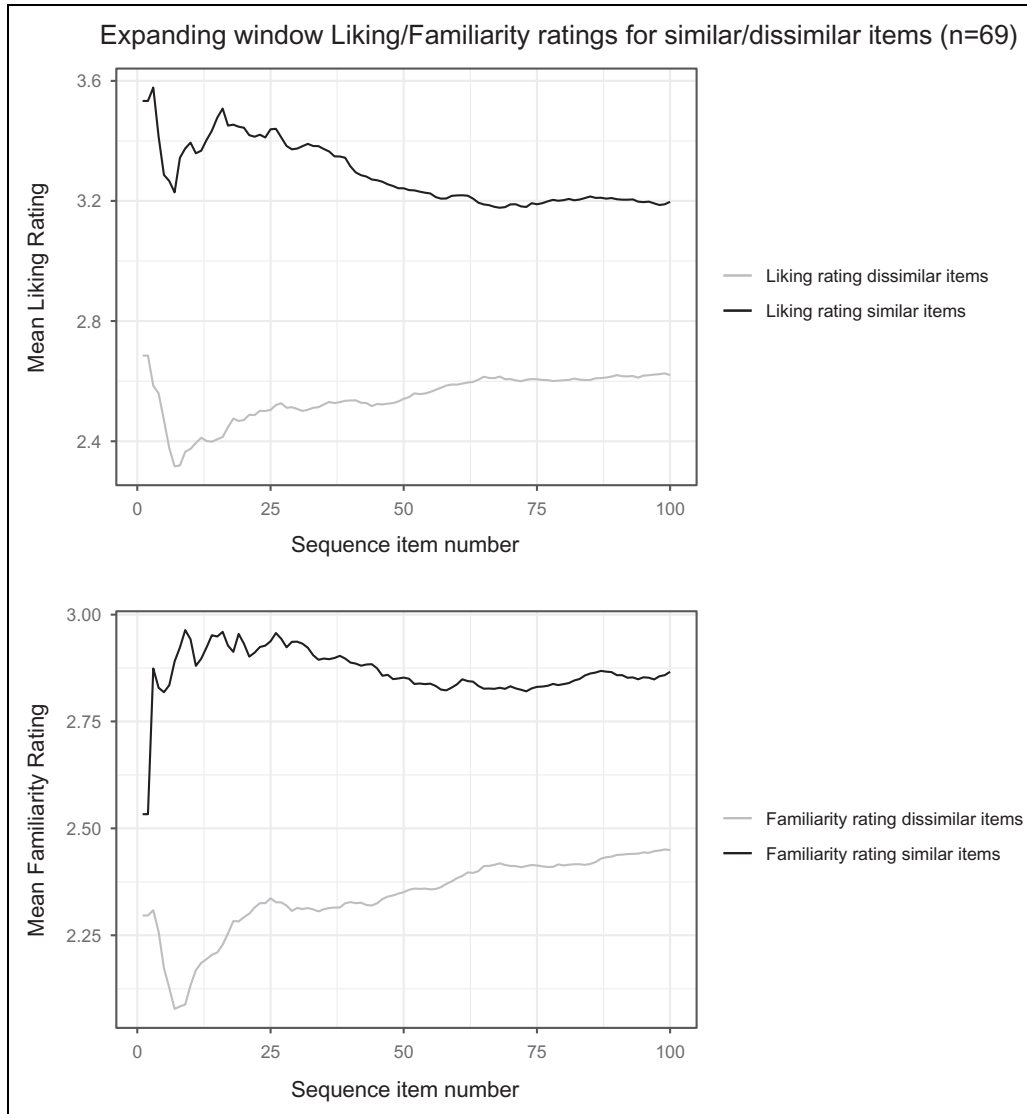 Expanding window Liking/Familiarity ratings for similar/dissimilar items (n=69)
3.6
3.2
2.8
2.4
Mean Liking Rating
0 25 50 75 100
Sequence item number
Liking rating dissimilar items
Liking rating similar items
3.00
2.75
2.50
2.25
Mean Familiarity Rating
0 25 50 75 100
Sequence item number
Familiarity rating dissimilar items
Familiarity rating similar items